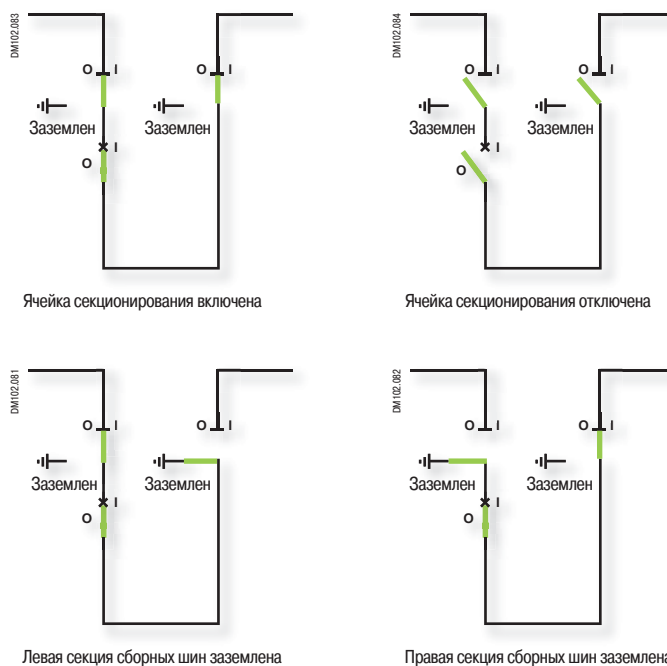 DM102.083
O I O I
Заземлен Заземлен
I
O
Ячейка секционирования включена
DM102.084
O I O I
Заземлен Заземлен
I
O
Ячейка секционирования отключена
DM102.081
O I O I
Заземлен Заземлен
I
O
Левая секция сборных шин заземлена
DM102.082
O I O I
Заземлен Заземлен
I
O
Правая секция сборных шин заземлена